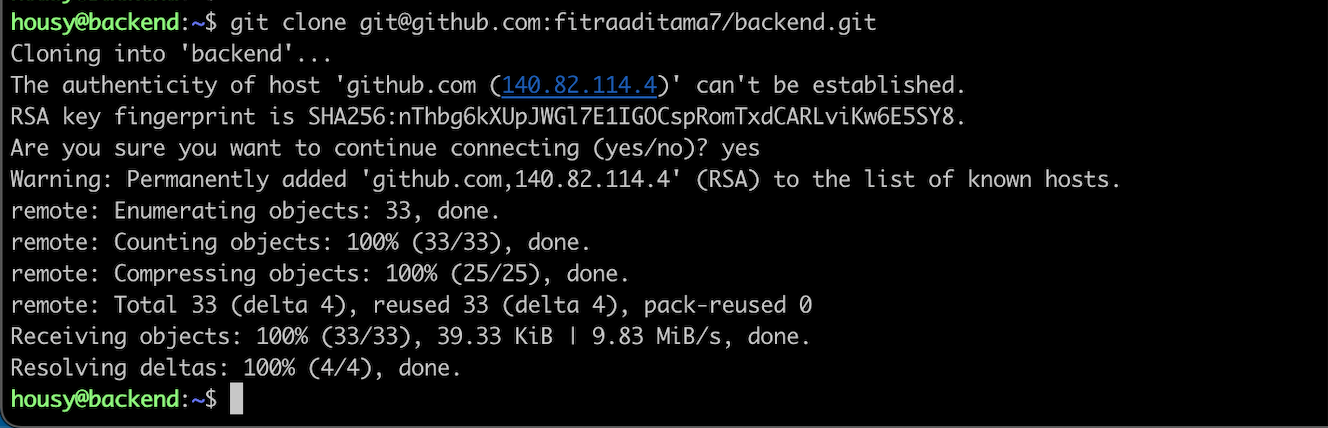 housy@backend:~$ git clone git@github.com:fitraaditama7/backend.git
Cloning into 'backend'...
The authenticity of host 'github.com (140.82.114.4)' can't be established.
RSA key fingerprint is SHA256:nThbg6kXUpJWGl7E1IGOCspRomTxdCARLviKw6E5SY8.
Are you sure you want to continue connecting (yes/no)? yes
Warning: Permanently added 'github.com,140.82.114.4' (RSA) to the list of known hosts.
remote: Enumerating objects: 33, done.
remote: Counting objects: 100% (33/33), done.
remote: Compressing objects: 100% (25/25), done.
remote: Total 33 (delta 4), reused 33 (delta 4), pack-reused 0
Receiving objects: 100% (33/33), 39.33 KiB | 9.83 MiB/s, done.
Resolving deltas: 100% (4/4), done.
housy@backend:~$